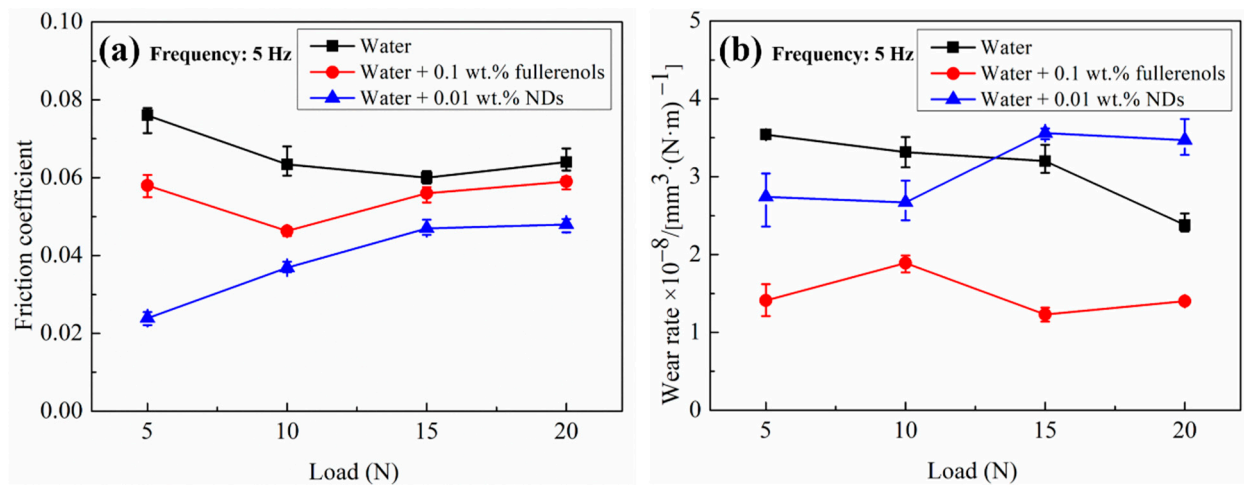 (a) Frequency: 5 Hz
Water
Water + 0.1 wt.% fullerenols
Water + 0.01 wt.% NDs
Friction coefficient
0.10
0.08
0.06
0.04
0.02
0.00
5 10 15 20
Load (N)
(b) Frequency: 5 Hz
Water
Water + 0.1 wt.% fullerenols
Water + 0.01 wt.% NDs
Wear rate ×10⁻⁸/[mm³·(N·m)⁻¹]
5
4
3
2
1
0
5 10 15 20
Load (N)